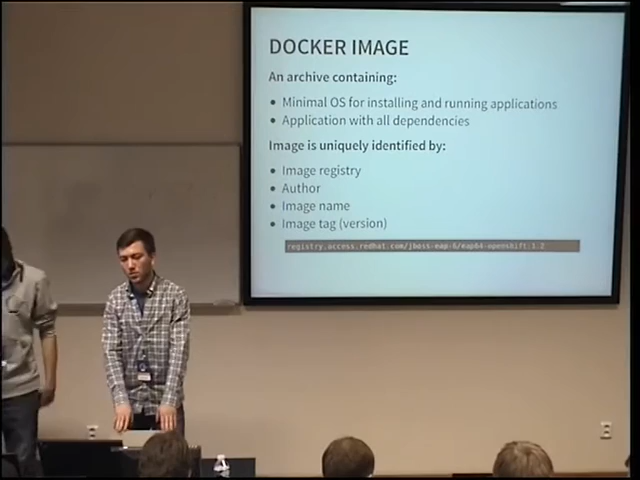 DOCKER IMAGE
An archive containing:
Minimal OS for installing and running applications
Application with all dependencies
Image is uniquely identified by:
Image registry
Author
Image name
Image tag (version)
registry.access.redhat.com/jboss-eap-6/eap64-openshift:1.2